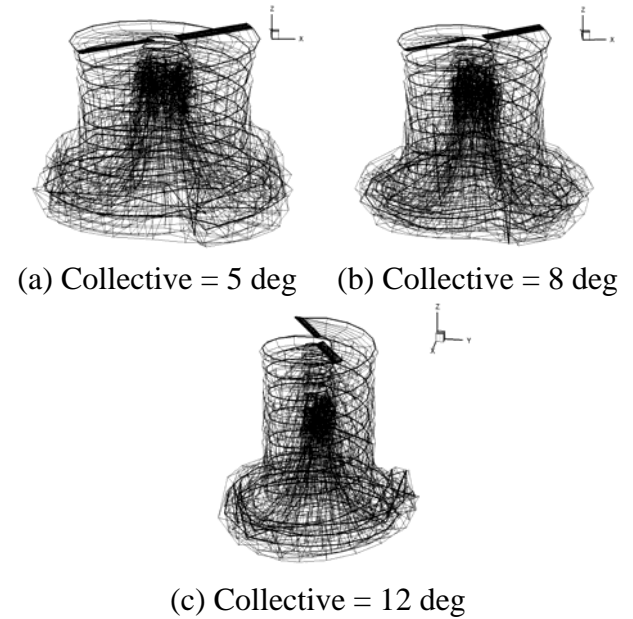 Z
X
Z
X
(a) Collective = 5 deg (b) Collective = 8 deg
Z
X Y
(c) Collective = 12 deg